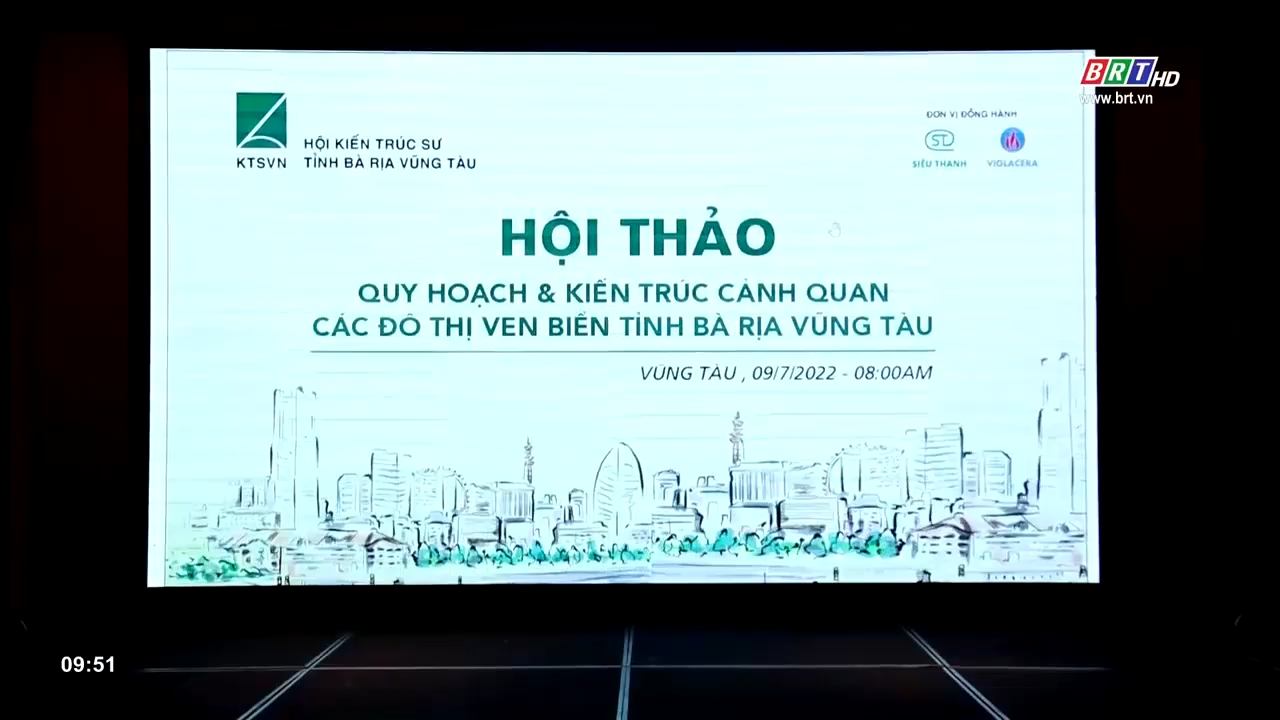 BRT HD
www.brt.vn
KTSVN
HỘI KIẾN TRÚC SƯ
TỈNH BÀ RỊA VŨNG TÀU
ĐƠN VỊ ĐỒNG HÀNH
ST
SIÊU THANH
VIGLACERA
HỘI THẢO
QUY HOẠCH & KIẾN TRÚC CẢNH QUAN
CÁC ĐÔ THỊ VEN BIỂN TỈNH BÀ RỊA VŨNG TÀU
VŨNG TÀU , 09/7/2022 - 08:00AM
09:51